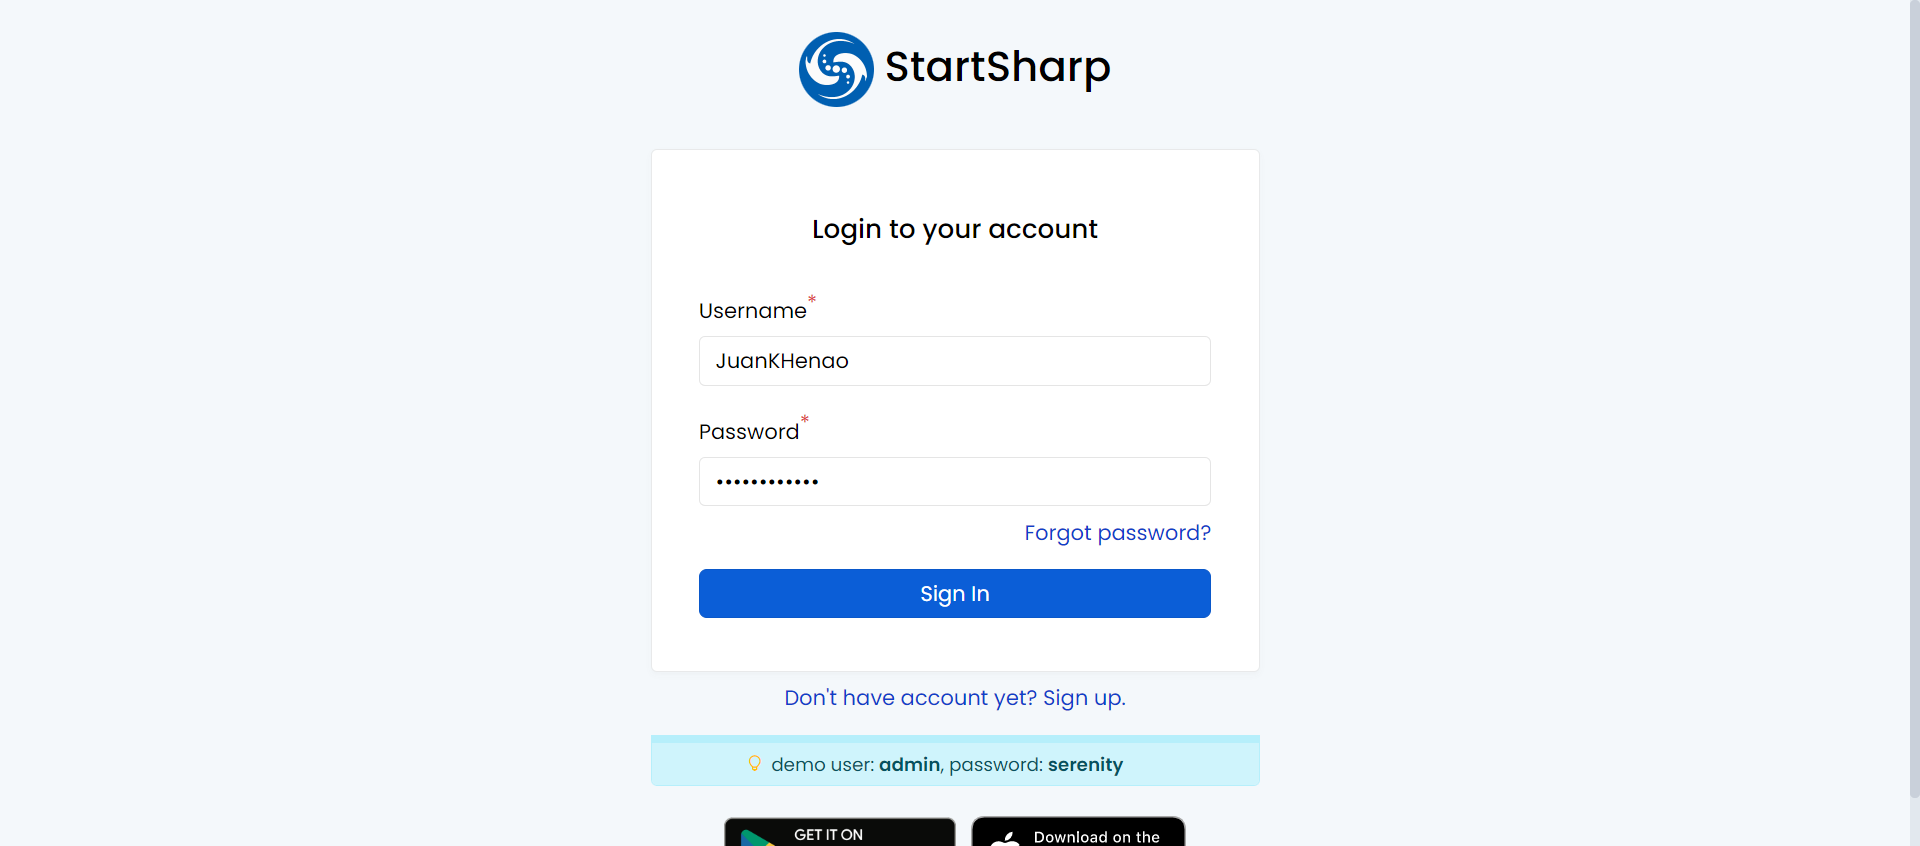 StartSharp
Login to your account
Username*
JuanKHenao
Password*
••••••••••••
Forgot password?
Sign In
Don't have account yet? Sign up.
demo user: admin, password: serenity
GET IT ON
Download on the